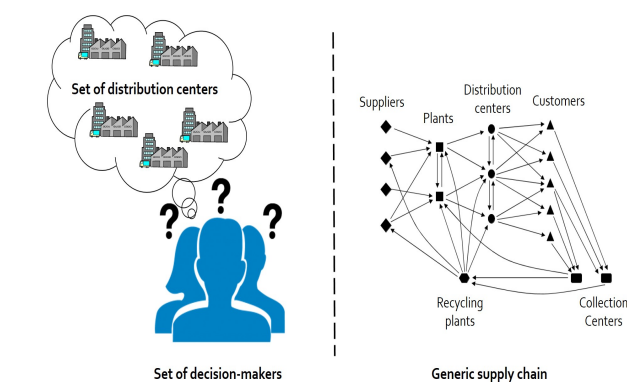 Set of distribution centers
? ? ?
Set of decision-makers
Suppliers
Plants
Distribution
centers
Customers
Recycling
plants
Collection
Centers
Generic supply chain